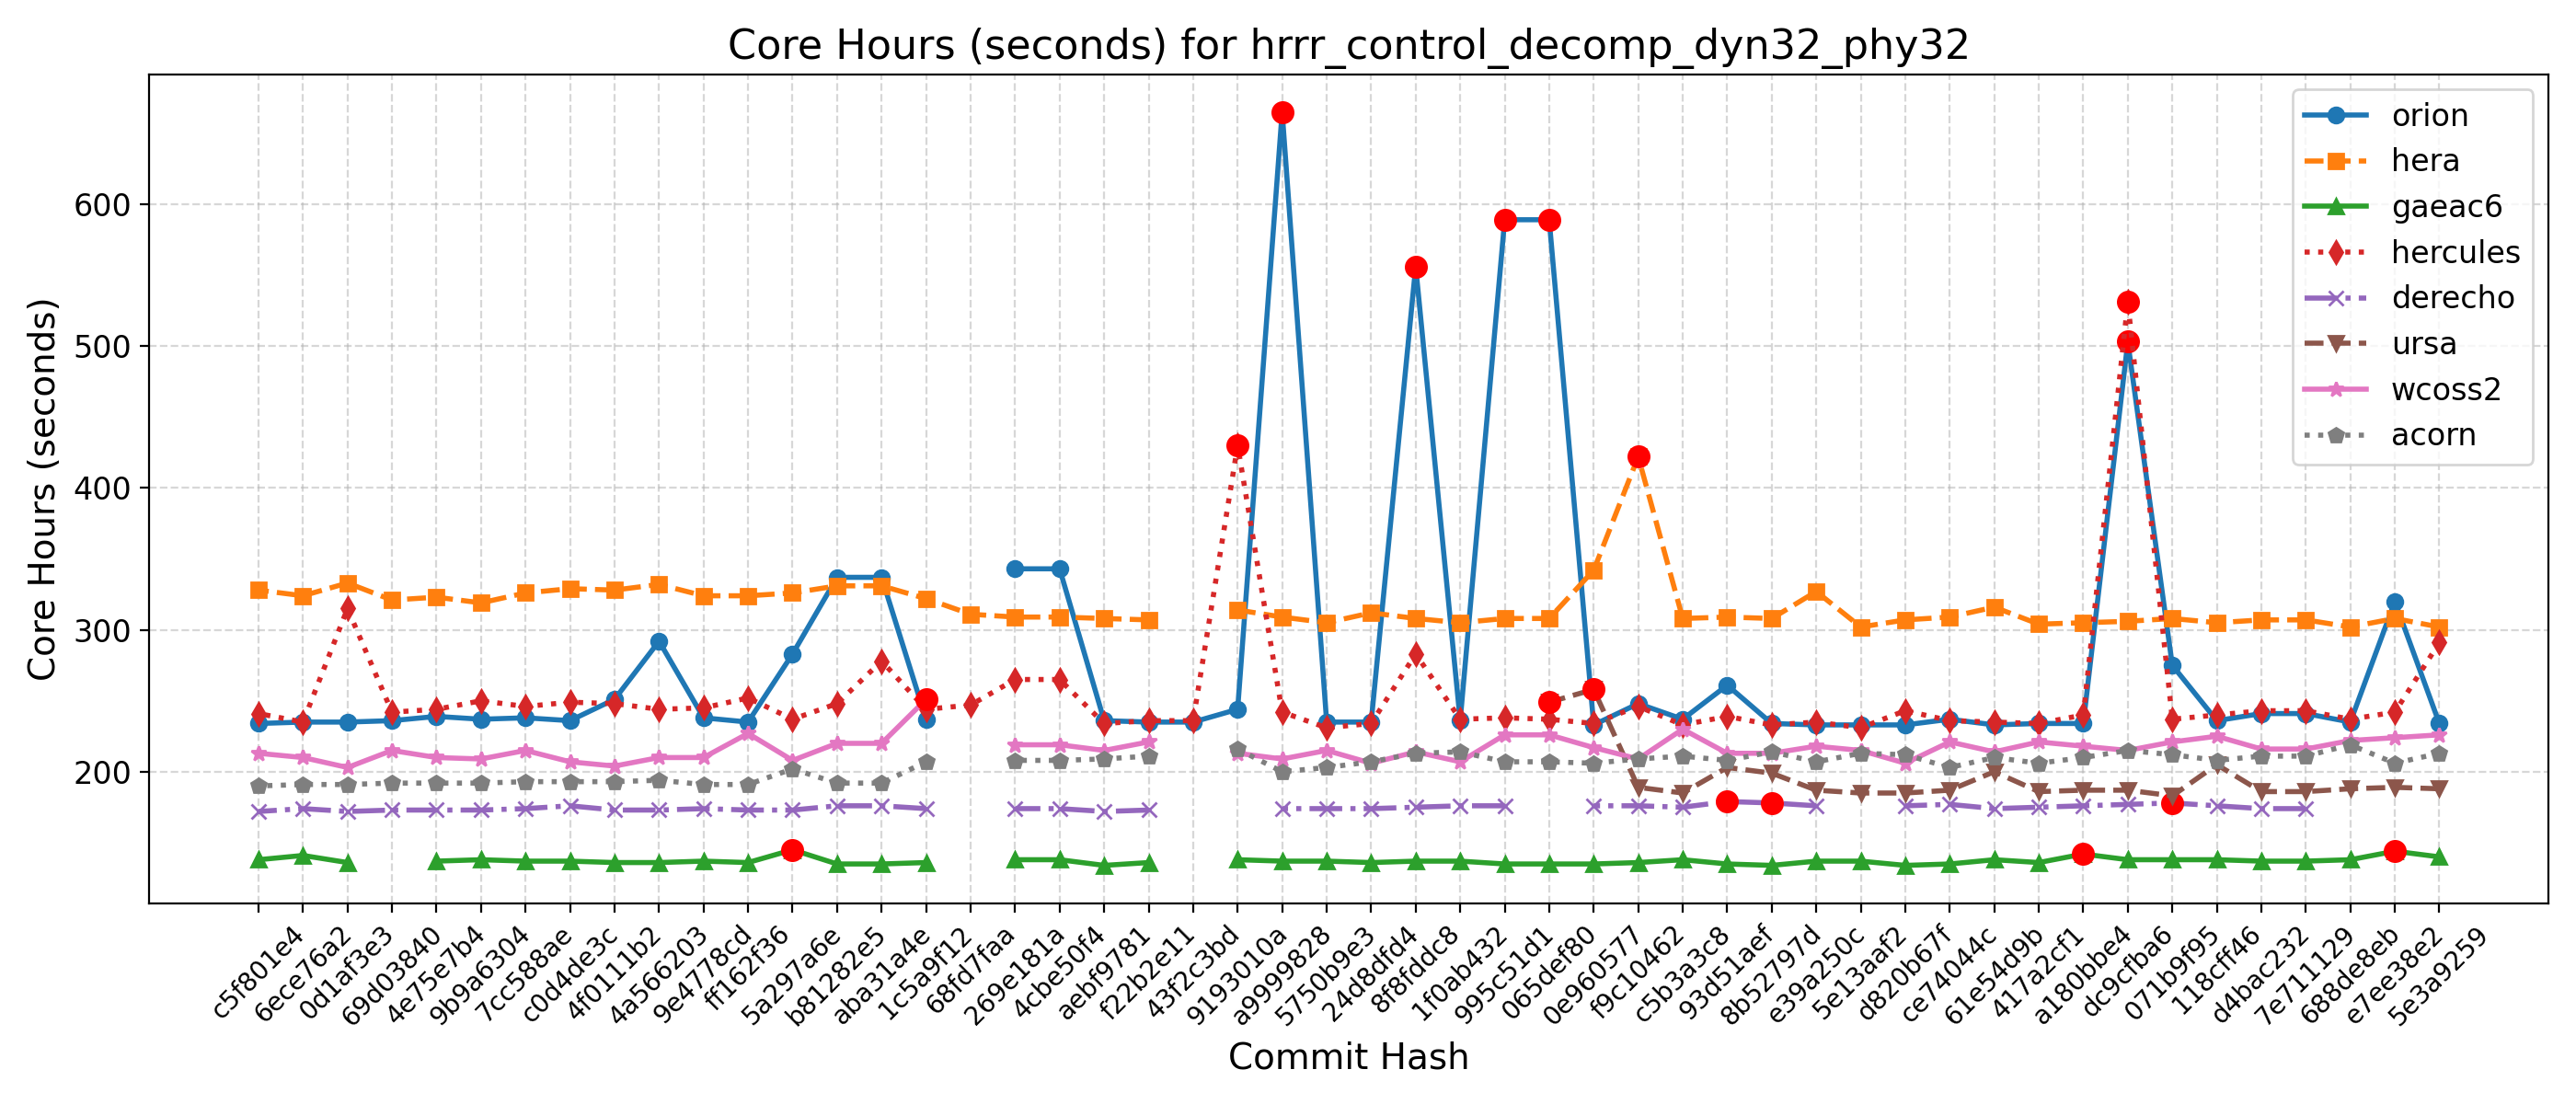 Core Hours (seconds) for hrrr_control_decomp_dyn32_phy32
Core Hours (seconds)
600
500
400
300
200
orion
hera
gaeac6
hercules
derecho
ursa
wcoss2
acorn
c5f801e4
6ece76a2
0d1af3e3
69d03840
4e75e7b4
9b9a6304
7cc588ae
c0d4de3c
4f0111b2
4a566203
9e4778cd
ff162f36
5a297a6e
b81282e5
aba31a4e
1c5a9f12
68fd7faa
269e181a
4cbe50f4
aebf9781
f22b2e11
43f2c3bd
9193010a
a9999828
5750b9e3
24d8dfd4
8f8fddc8
1f0ab432
995c51d1
065def80
0e960577
f9c10462
c5b3a3c8
93d51aef
8b52797d
e39a250c
5e13aaf2
d820b67f
ce74044c
61e54d9b
417a2cf1
a180bbe4
dc9cfba6
071b9f95
118cff46
d4bac232
7e711129
688de8eb
e7ee38e2
5e3a9259
Commit Hash